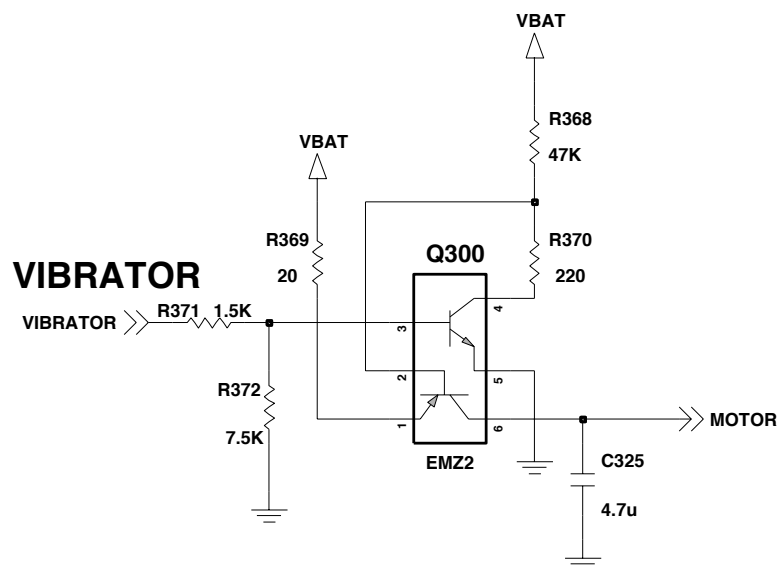 VBAT
R368
47K
VBAT
R369
20
Q300
R370
220
VIBRATOR
VIBRATOR
R371 1.5K
3
4
2
5
1
6
R372
7.5K
EMZ2
MOTOR
C325
4.7u